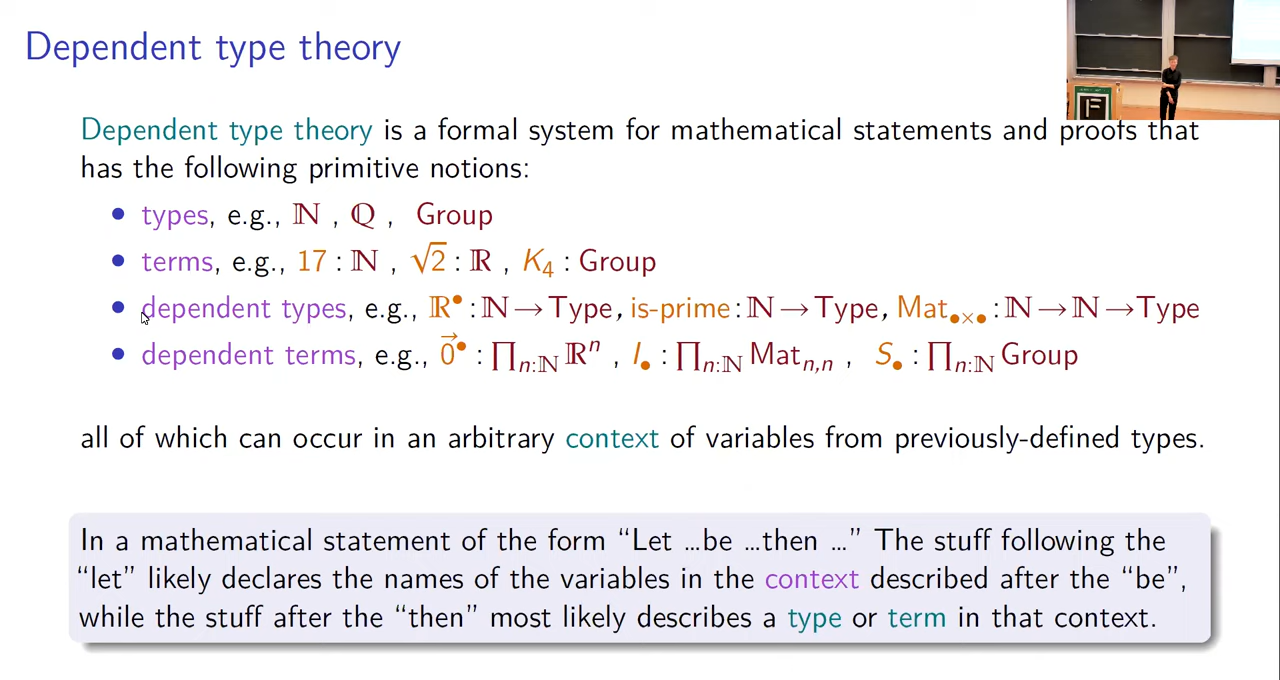 Dependent type theory
Dependent type theory is a formal system for mathematical statements and proofs that
has the following primitive notions:
• types, e.g., ℕ , ℚ , Group
• terms, e.g., 17 : ℕ , √2 : ℝ , K₄ : Group
• dependent types, e.g., ℝ^• : ℕ → Type, is-prime : ℕ → Type, Mat_{•×•} : ℕ → ℕ → Type
• dependent terms, e.g., \vec{0}^• : ∏_{n:ℕ} ℝⁿ , I_• : ∏_{n:ℕ} Mat_{n,n} , S_• : ∏_{n:ℕ} Group
all of which can occur in an arbitrary context of variables from previously-defined types.
In a mathematical statement of the form “Let ...be ...then ...” The stuff following the
“let” likely declares the names of the variables in the context described after the “be”,
while the stuff after the “then” most likely describes a type or term in that context.
F